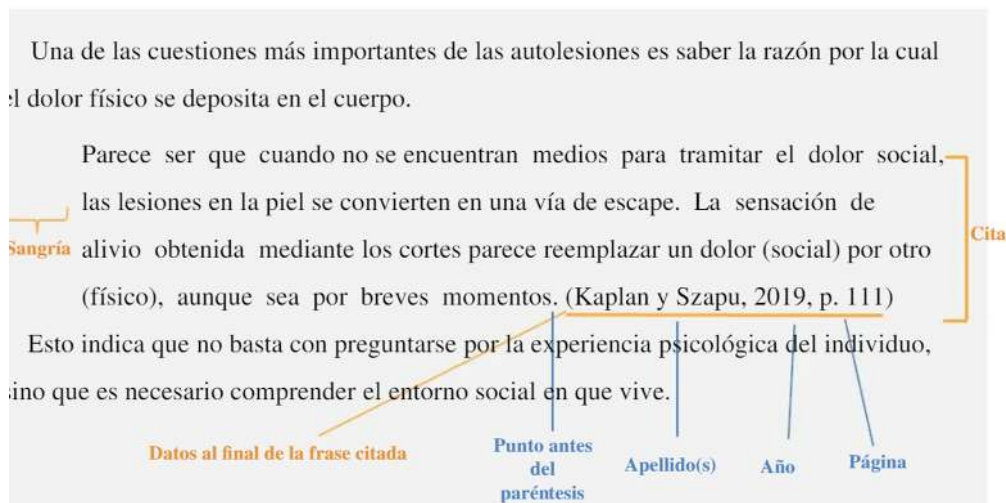 Una de las cuestiones más importantes de las autolesiones es saber la razón por la cual
el dolor físico se deposita en el cuerpo.
Parece ser que cuando no se encuentran medios para tramitar el dolor social,
las lesiones en la piel se convierten en una vía de escape. La sensación de
Sangría
alivio obtenida mediante los cortes parece reemplazar un dolor (social) por otro
Cita
(físico), aunque sea por breves momentos. (Kaplan y Szapu, 2019, p. 111)
Esto indica que no basta con preguntarse por la experiencia psicológica del individuo,
sino que es necesario comprender el entorno social en que vive.
Datos al final de la frase citada
Punto antes
del
paréntesis
Apellido(s)
Año
Página